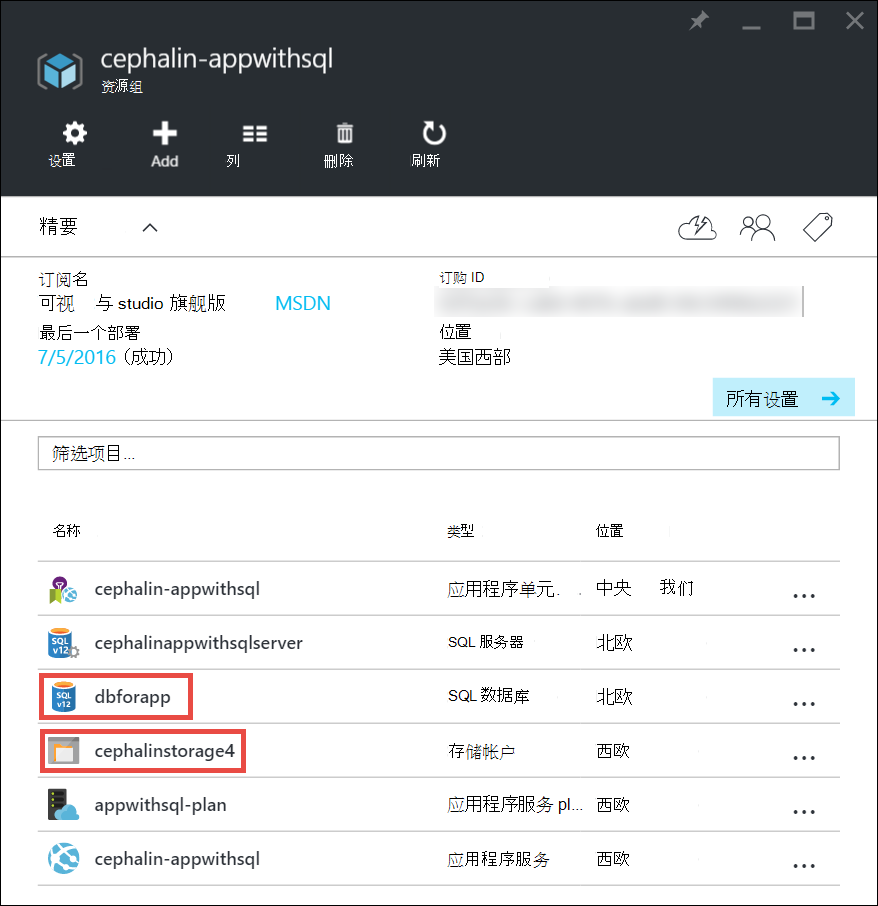 cephalin-appwithsql
资源组
设置 Add 列 删除 刷新
精要
订阅名 订购 ID
可视 与 studio 旗舰版 MSDN
最后一个部署 位置
7/5/2016 (成功) 美国西部
所有设置
筛选项目...
名称 类型 位置
cephalin-appwithsql 应用程序单元. 中央 我们 ...
cephalinappwithsqlserver SQL 服务器 北欧 ...
dbforapp SQL 数据库 北欧 ...
cephalinstorage4 存储帐户 西欧 ...
appwithsql-plan 应用程序服务 pl... 西欧 ...
cephalin-appwithsql 应用程序服务 西欧 ...